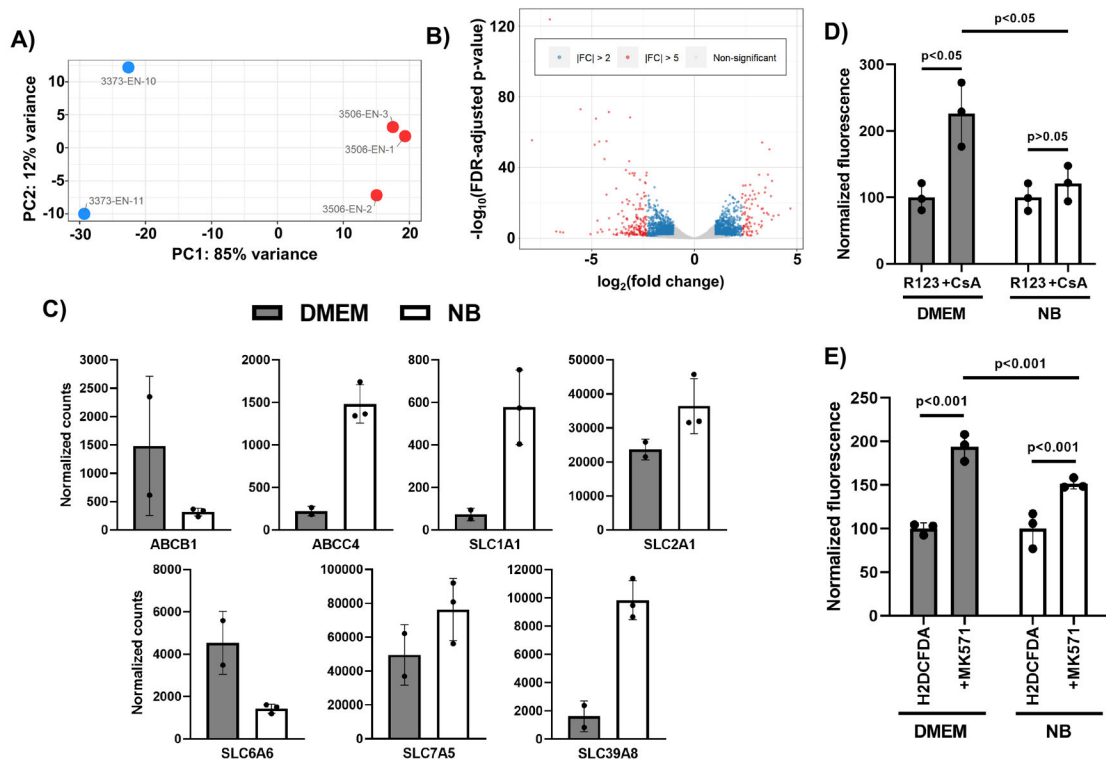 A)
PC2: 12% variance
10
5
0
-5
-10
3373-EN-10
3506-EN-3
3506-EN-1
3506-EN-2
3373-EN-11
-30
-20
-10
0
10
20
PC1: 85% variance
B)
-log10(FDR-adjusted p-value)
120
80
40
0
|FC| > 2
|FC| > 5
Non-significant
-5
0
5
log2(fold change)
C)
DMEM
NB
Normalized counts
3000
2500
2000
1500
1000
500
0
ABCB1
2000
1500
1000
500
0
ABCC4
800
600
400
200
0
SLC1A1
50000
40000
30000
20000
10000
0
SLC2A1
Normalized counts
8000
6000
4000
2000
0
SLC6A6
100000
80000
60000
40000
20000
0
SLC7A5
12000
10000
8000
6000
4000
2000
0
SLC39A8
D)
p<0.05
p<0.05
p>0.05
Normalized fluorescence
300
250
200
150
100
50
0
R123 +CsA
R123 +CsA
DMEM
NB
E)
p<0.001
p<0.001
p<0.001
Normalized fluorescence
250
200
150
100
50
0
H2DCFDA
+MK571
H2DCFDA
+MK571
DMEM
NB